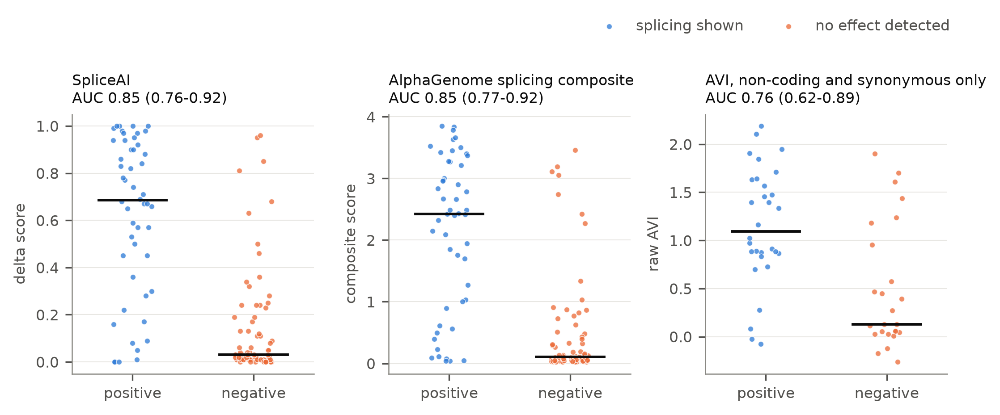 splicing shown
no effect detected
SpliceAI
AUC 0.85 (0.76-0.92)
delta score
1.0
0.8
0.6
0.4
0.2
0.0
positive
negative
AlphaGenome splicing composite
AUC 0.85 (0.77-0.92)
composite score
4
3
2
1
0
positive
negative
AVI, non-coding and synonymous only
AUC 0.76 (0.62-0.89)
raw AVI
2.0
1.5
1.0
0.5
0.0
positive
negative